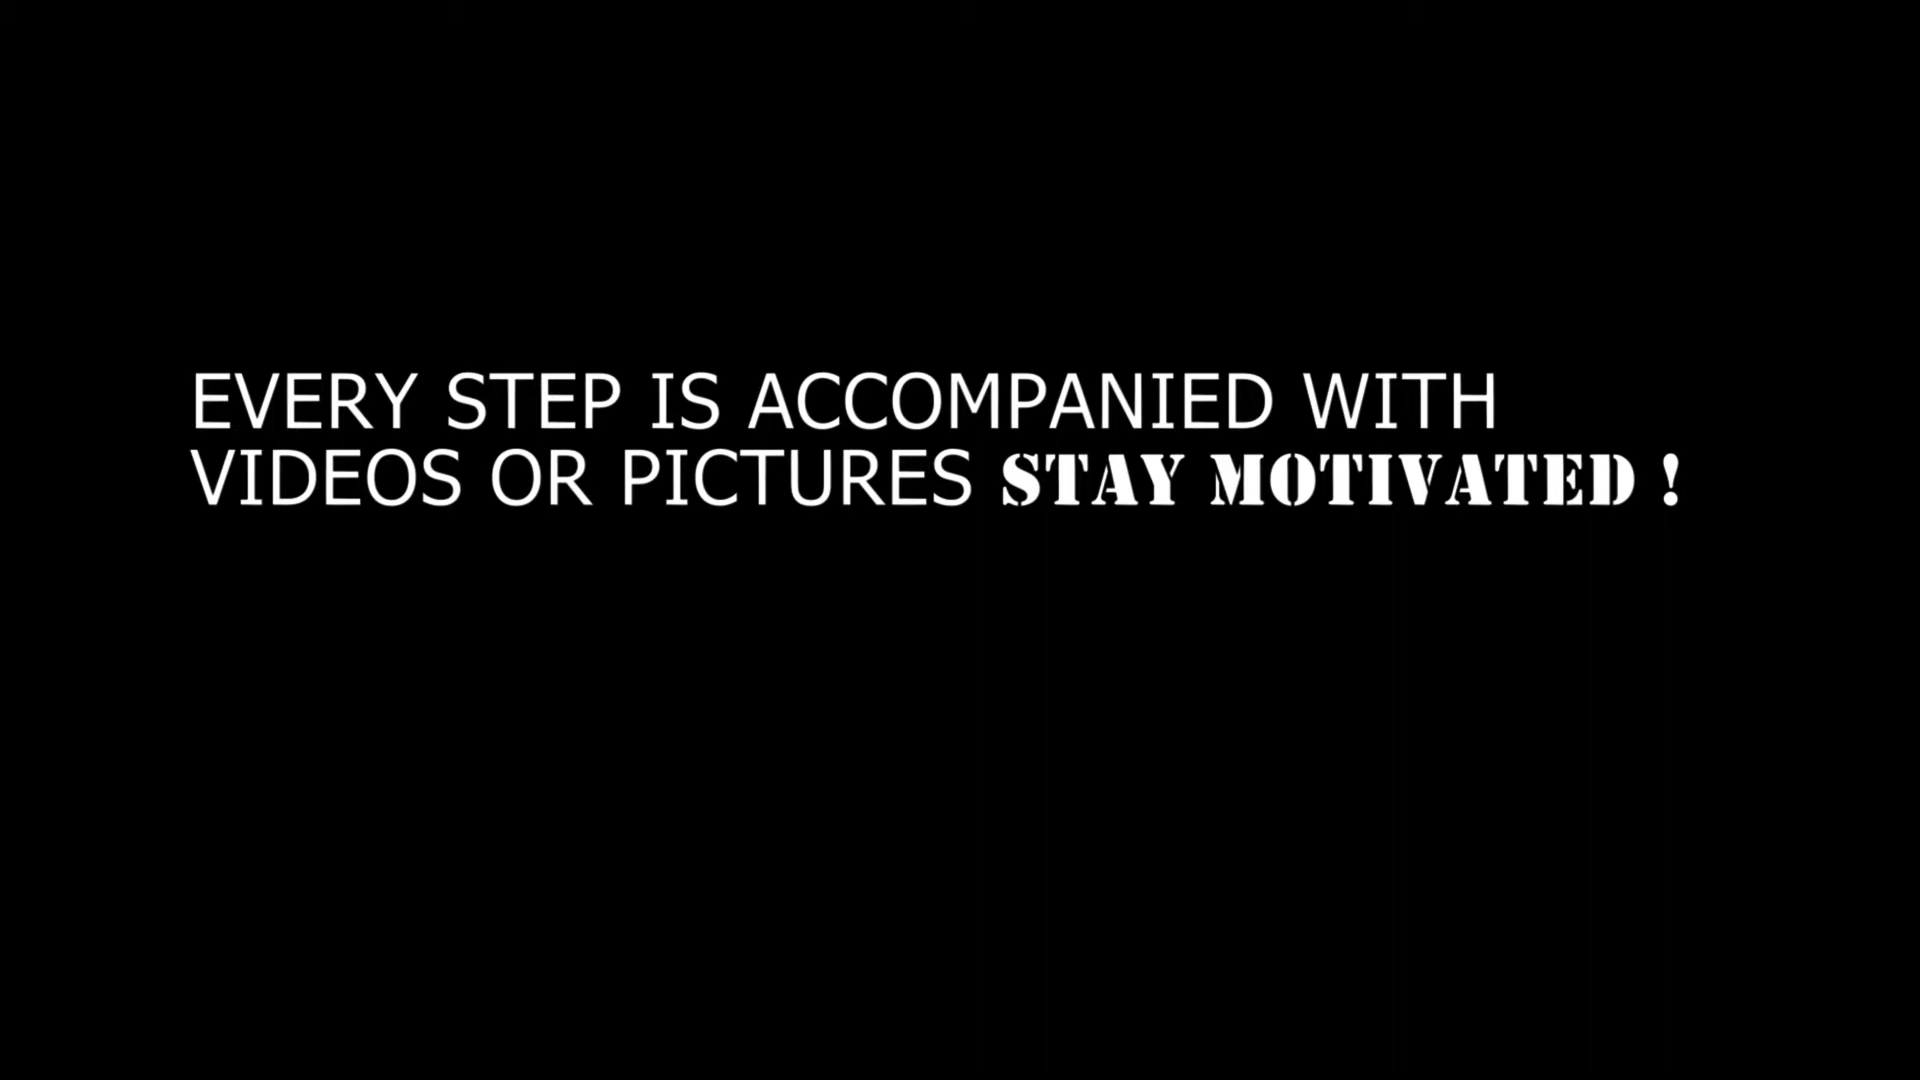 EVERY STEP IS ACCOMPANIED WITH
VIDEOS OR PICTURES STAY MOTIVATED !